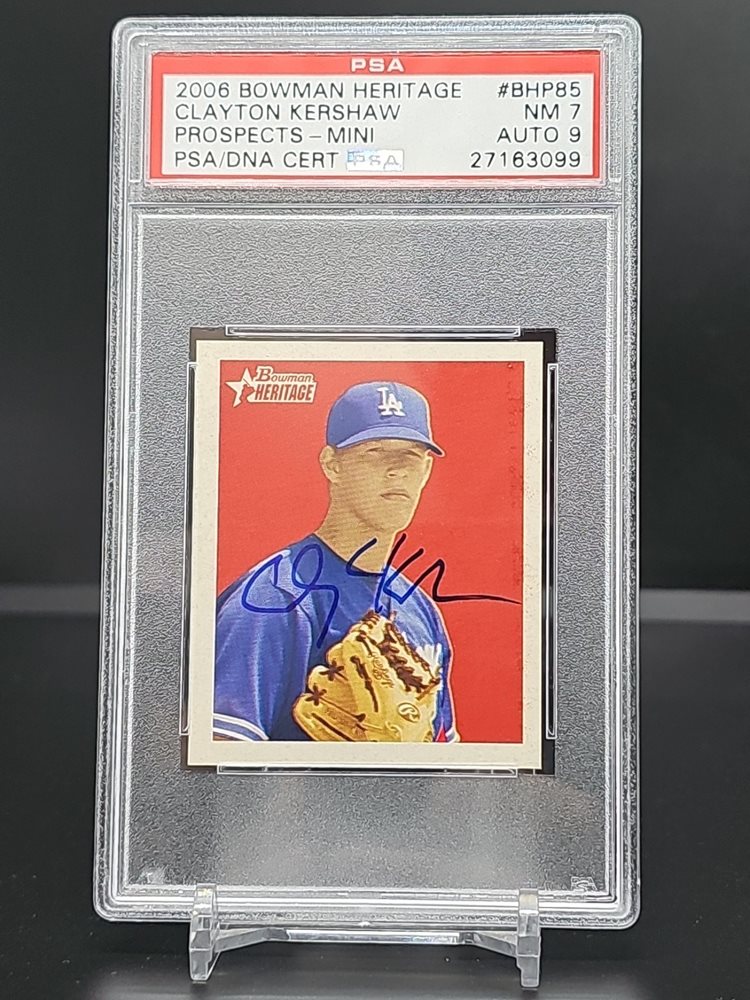 PSA
2006 BOWMAN HERITAGE #BHP85
CLAYTON KERSHAW NM 7
PROSPECTS - MINI AUTO 9
PSA/DNA CERT PSA 27163099
Bowman
HERITAGE
LA